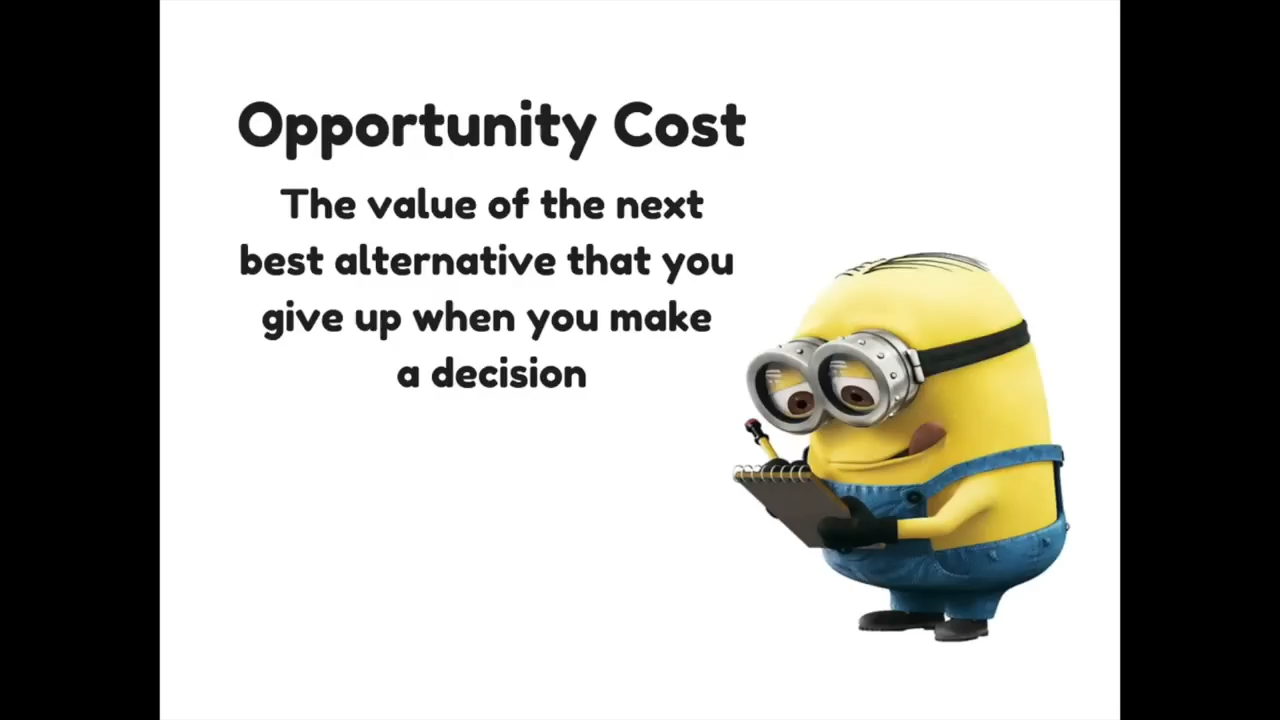 Opportunity Cost
The value of the next
best alternative that you
give up when you make
a decision